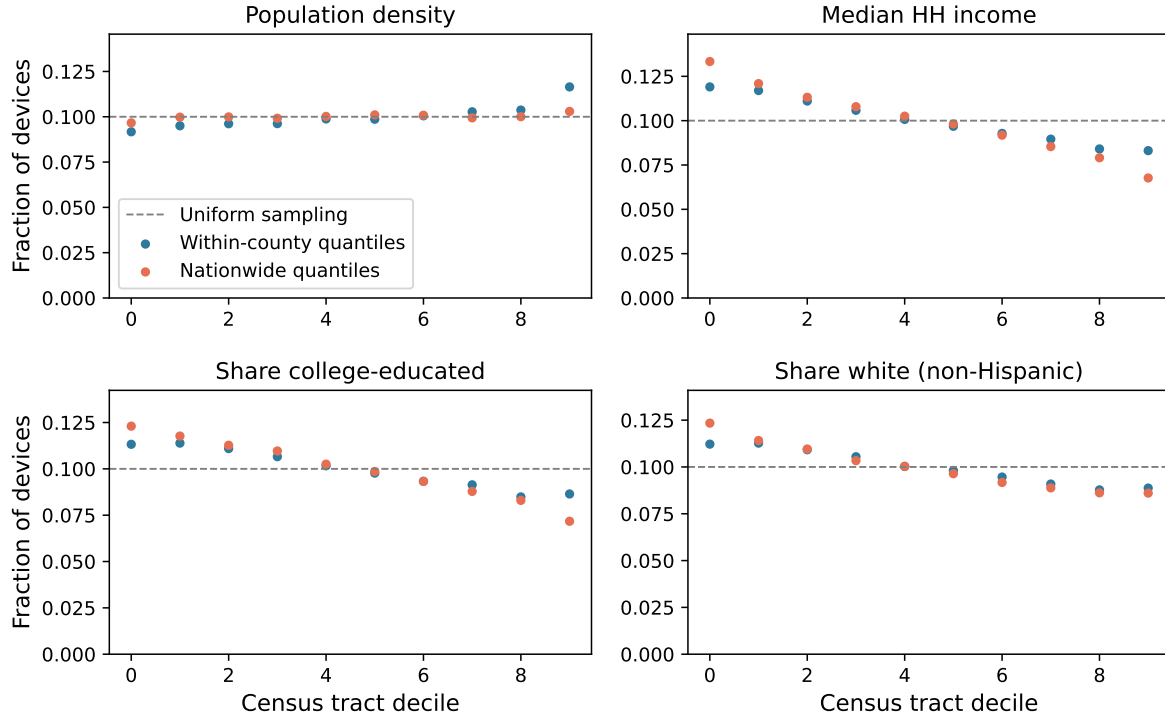 Population density
Fraction of devices
0.125
0.100
0.075
0.050
0.025
0.000
Uniform sampling
Within-county quantiles
Nationwide quantiles
0 2 4 6 8
Median HH income
0.125
0.100
0.075
0.050
0.025
0.000
0 2 4 6 8
Share college-educated
Fraction of devices
0.125
0.100
0.075
0.050
0.025
0.000
0 2 4 6 8
Census tract decile
Share white (non-Hispanic)
0.125
0.100
0.075
0.050
0.025
0.000
0 2 4 6 8
Census tract decile